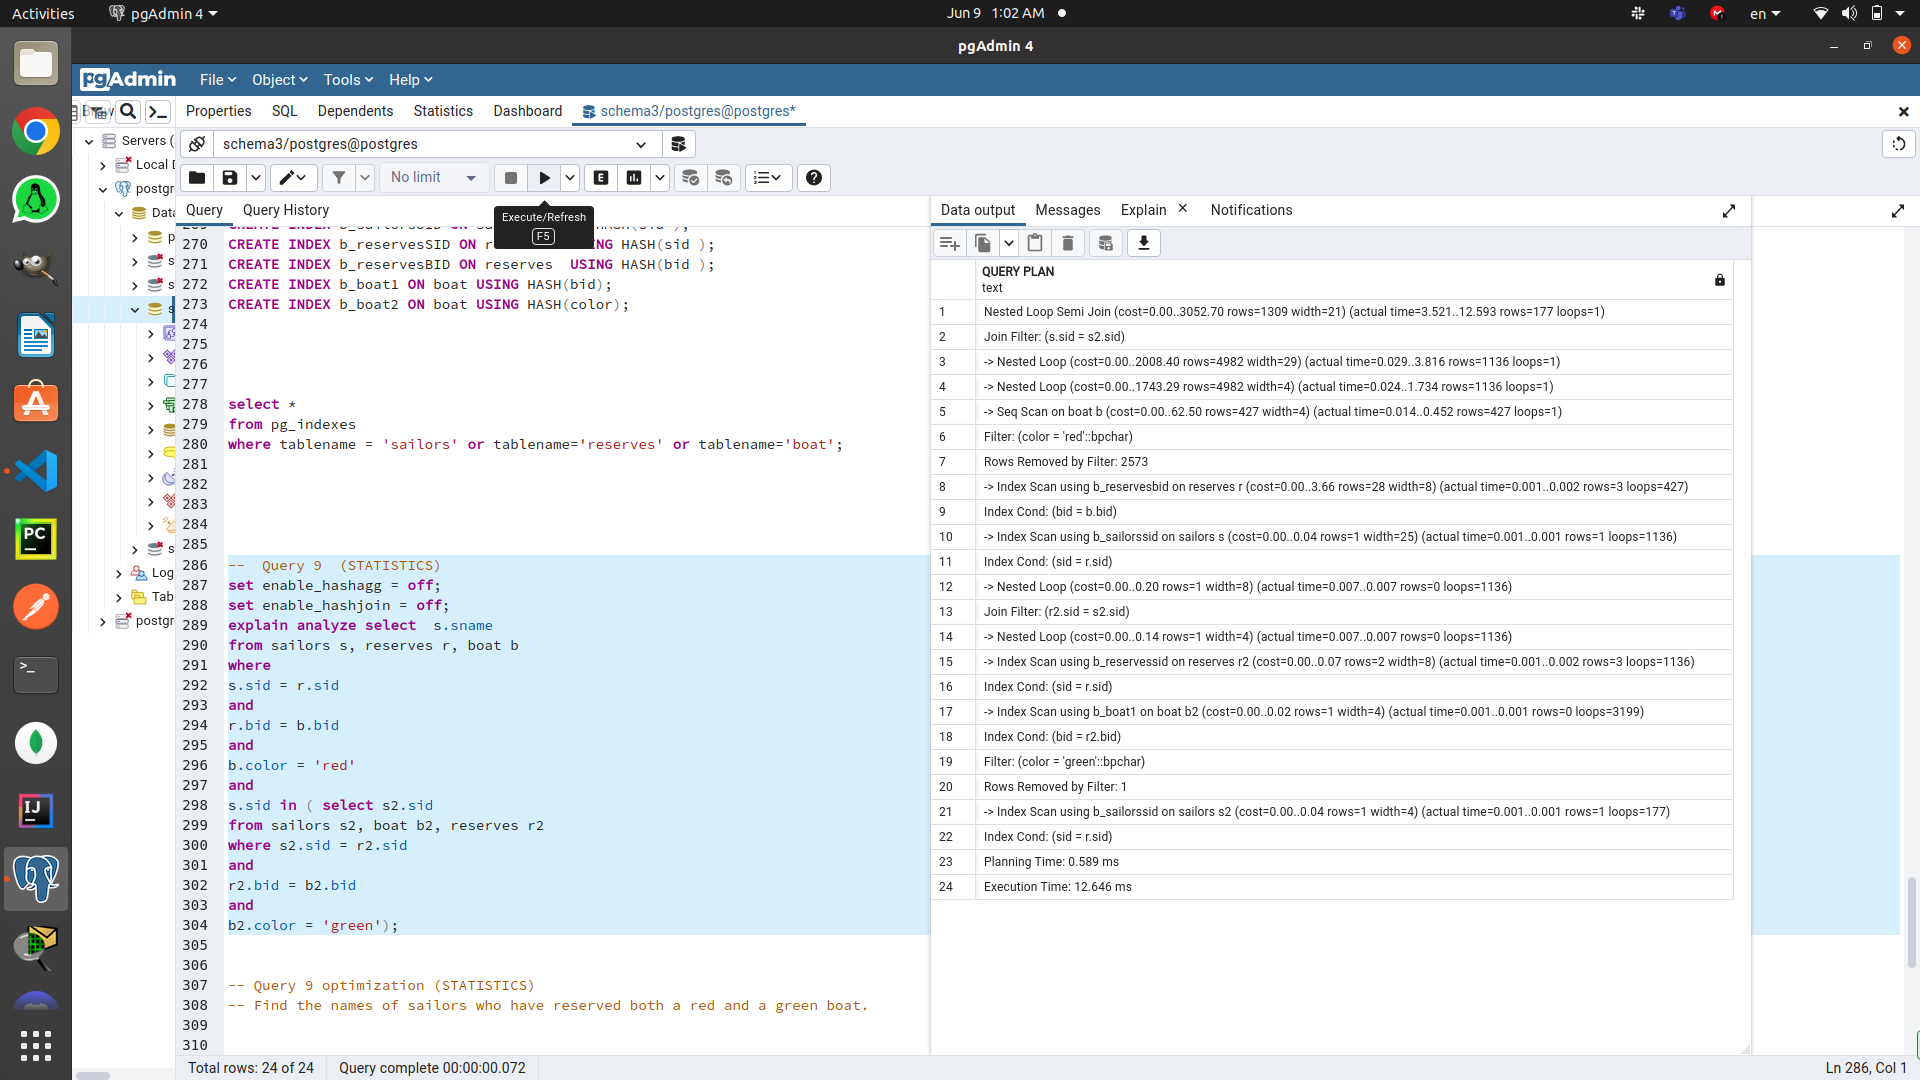 Activities
pgAdmin 4
Jun 9 1:02 AM
en
pgAdmin 4
pgAdmin
File
Object
Tools
Help
Properties
SQL
Dependents
Statistics
Dashboard
schema3/postgres@postgres*
Servers (
Local D
postgr
Data
p
s
s
s
s
Log
Tab
postgr
schema3/postgres@postgres
No limit
E
Execute/Refresh
F5
Query
Query History
270 CREATE INDEX b_reservesSID ON r ING HASH(sid );
271 CREATE INDEX b_reservesBID ON reserves  USING HASH(bid );
272 CREATE INDEX b_boat1 ON boat USING HASH(bid);
273 CREATE INDEX b_boat2 ON boat USING HASH(color);
274
275
276
277
278 select *
279 from pg_indexes
280 where tablename = 'sailors' or tablename='reserves' or tablename='boat';
281
282
283
284
285
286 --  Query 9  (STATISTICS)
287 set enable_hashagg = off;
288 set enable_hashjoin = off;
289 explain analyze select  s.sname
290 from sailors s, reserves r, boat b
291 where
292 s.sid = r.sid
293 and
294 r.bid = b.bid
295 and
296 b.color = 'red'
297 and
298 s.sid in ( select s2.sid
299 from sailors s2, boat b2, reserves r2
300 where s2.sid = r2.sid
301 and
302 r2.bid = b2.bid
303 and
304 b2.color = 'green');
305
306
307 -- Query 9 optimization (STATISTICS)
308 -- Find the names of sailors who have reserved both a red and a green boat.
309
310
Data output
Messages
Explain
Notifications
QUERY PLAN
text
1 Nested Loop Semi Join (cost=0.00..3052.70 rows=1309 width=21) (actual time=3.521..12.593 rows=177 loops=1)
2 Join Filter: (s.sid = s2.sid)
3 -> Nested Loop (cost=0.00..2008.40 rows=4982 width=29) (actual time=0.029..3.816 rows=1136 loops=1)
4 -> Nested Loop (cost=0.00..1743.29 rows=4982 width=4) (actual time=0.024..1.734 rows=1136 loops=1)
5 -> Seq Scan on boat b (cost=0.00..62.50 rows=427 width=4) (actual time=0.014..0.452 rows=427 loops=1)
6 Filter: (color = 'red'::bpchar)
7 Rows Removed by Filter: 2573
8 -> Index Scan using b_reservesbid on reserves r (cost=0.00..3.66 rows=28 width=8) (actual time=0.001..0.002 rows=3 loops=427)
9 Index Cond: (bid = b.bid)
10 -> Index Scan using b_sailorssid on sailors s (cost=0.00..0.04 rows=1 width=25) (actual time=0.001..0.001 rows=1 loops=1136)
11 Index Cond: (sid = r.sid)
12 -> Nested Loop (cost=0.00..0.20 rows=1 width=8) (actual time=0.007..0.007 rows=0 loops=1136)
13 Join Filter: (r2.sid = s2.sid)
14 -> Nested Loop (cost=0.00..0.14 rows=1 width=4) (actual time=0.007..0.007 rows=0 loops=1136)
15 -> Index Scan using b_reservessid on reserves r2 (cost=0.00..0.07 rows=2 width=8) (actual time=0.001..0.002 rows=3 loops=1136)
16 Index Cond: (sid = r.sid)
17 -> Index Scan using b_boat1 on boat b2 (cost=0.00..0.02 rows=1 width=4) (actual time=0.001..0.001 rows=0 loops=3199)
18 Index Cond: (bid = r2.bid)
19 Filter: (color = 'green'::bpchar)
20 Rows Removed by Filter: 1
21 -> Index Scan using b_sailorssid on sailors s2 (cost=0.00..0.04 rows=1 width=4) (actual time=0.001..0.001 rows=1 loops=177)
22 Index Cond: (sid = r.sid)
23 Planning Time: 0.589 ms
24 Execution Time: 12.646 ms
Total rows: 24 of 24
Query complete 00:00:00.072
Ln 286, Col 1